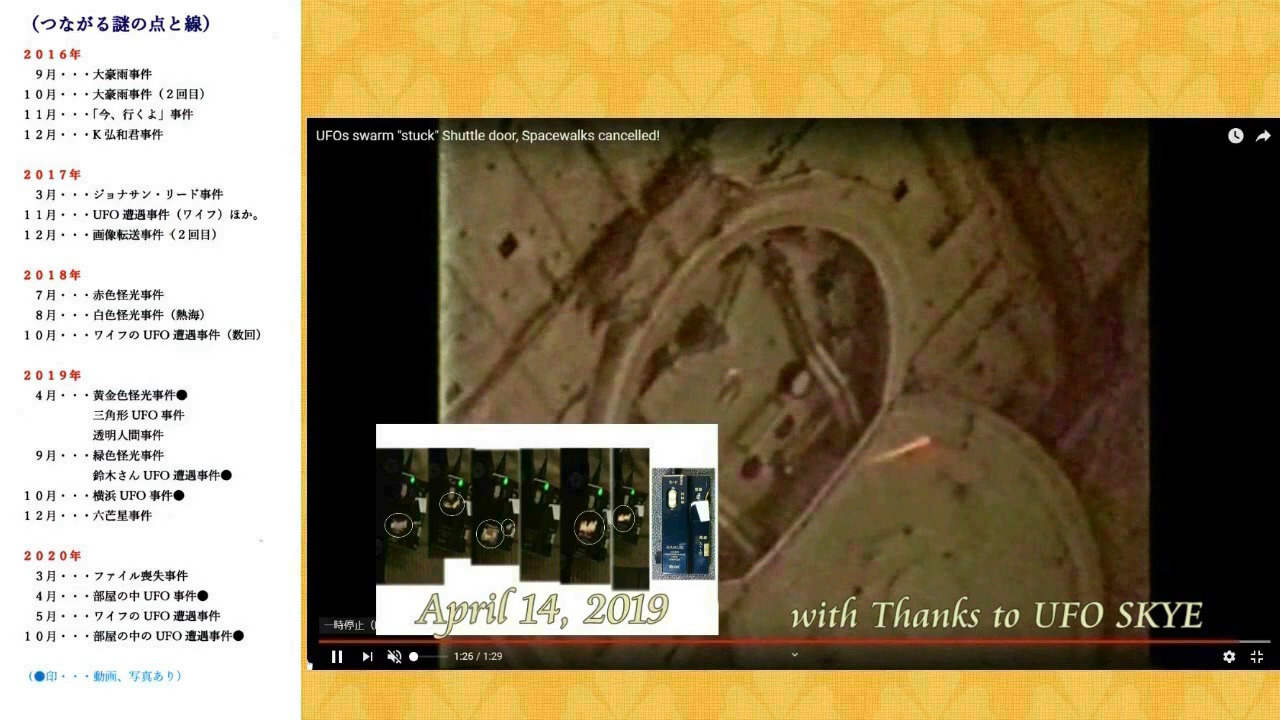 （つながる謎の点と線）
２０１６年
９月・・・大豪雨事件
１０月・・・大豪雨事件（２回目）
１１月・・・「今、行くよ」事件
１２月・・・K 弘和君事件
２０１７年
３月・・・ジョナサン・リード事件
１１月・・・UFO 遭遇事件（ワイフ）ほか。
１２月・・・画像転送事件（２回目）
２０１８年
７月・・・赤色怪光事件
８月・・・白色怪光事件（熱海）
１０月・・・ワイフの UFO 遭遇事件（数回）
２０１９年
４月・・・黄金色怪光事件●
三角形 UFO 事件
透明人間事件
９月・・・緑色怪光事件
鈴木さん UFO 遭遇事件●
１０月・・・横浜 UFO 事件●
１２月・・・六芒星事件
２０２０年
３月・・・ファイル喪失事件
４月・・・部屋の中 UFO 事件●
５月・・・ワイフの UFO 遭遇事件
１０月・・・部屋の中の UFO 遭遇事件●
（●印・・・動画、写真あり）
UFOs swarm "stuck" Shuttle door, Spacewalks cancelled!
April 14, 2019
with Thanks to UFO SKYE
一時停止（
1:26 / 1:29